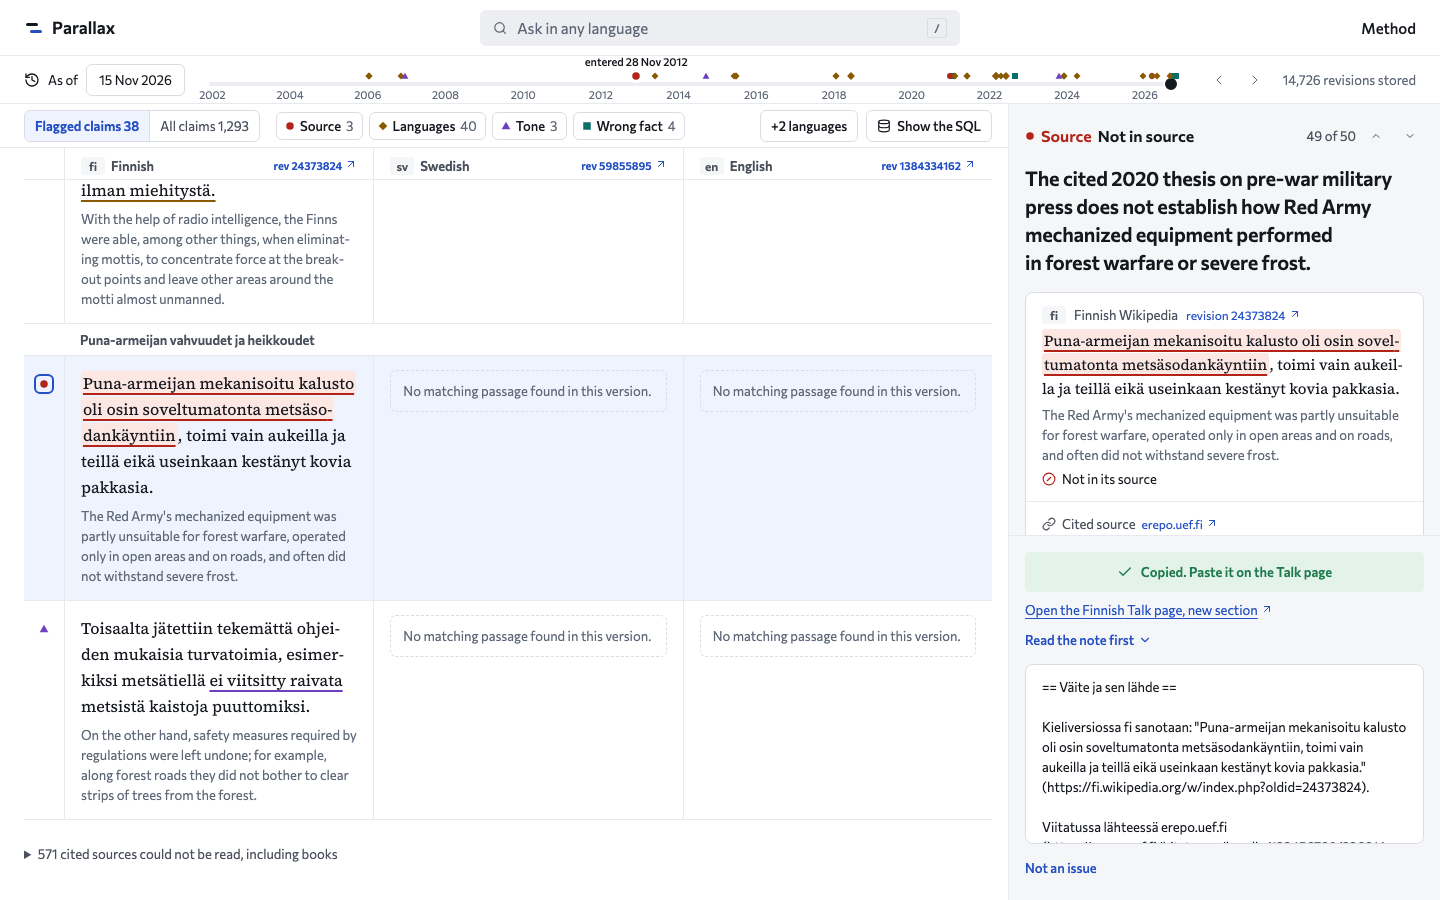 Parallax
Ask in any language
/
Method
As of
15 Nov 2026
entered 28 Nov 2012
2002
2004
2006
2008
2010
2012
2014
2016
2018
2020
2022
2024
2026
14,726 revisions stored
Flagged claims 38
All claims 1,293
Source 3
Languages 40
Tone 3
Wrong fact 4
+2 languages
Show the SQL
fi Finnish
rev 24373824
sv Swedish
rev 59855895
en English
rev 1384334162
ilman miehitystä.
With the help of radio intelligence, the Finns
were able, among other things, when eliminat-
ing mottis, to concentrate force at the break-
out points and leave other areas around the
motti almost unmanned.
Puna-armeijan vahvuudet ja heikkoudet
Puna-armeijan mekanisoitu kalusto
oli osin soveltumatonta metsäso-
dankäyntiin, toimi vain aukeilla ja
teillä eikä useinkaan kestänyt kovia
pakkasia.
The Red Army's mechanized equipment was
partly unsuitable for forest warfare, operated
only in open areas and on roads, and often did
not withstand severe frost.
No matching passage found in this version.
No matching passage found in this version.
Toisaalta jätettiin tekemättä ohjei-
den mukaisia turvatoimia, esimer-
kiksi metsätiellä ei viitsitty raivata
metsistä kaistoja puuttomiksi.
On the other hand, safety measures required by
regulations were left undone; for example,
along forest roads they did not bother to clear
strips of trees from the forest.
No matching passage found in this version.
No matching passage found in this version.
571 cited sources could not be read, including books
Source Not in source
49 of 50
The cited 2020 thesis on pre-war military
press does not establish how Red Army
mechanized equipment performed
in forest warfare or severe frost.
fi Finnish Wikipedia revision 24373824
Puna-armeijan mekanisoitu kalusto oli osin sovel-
tumatonta metsäsodankäyntiin, toimi vain aukeil-
la ja teillä eikä useinkaan kestänyt kovia pakkasia.
The Red Army's mechanized equipment was partly unsuitable
for forest warfare, operated only in open areas and on roads,
and often did not withstand severe frost.
Not in its source
Cited source erepo.uef.fi
Copied. Paste it on the Talk page
Open the Finnish Talk page, new section
Read the note first
== Väite ja sen lähde ==
Kieliversiossa fi sanotaan: "Puna-armeijan mekanisoitu kalusto
oli osin soveltumatonta metsäsodankäyntiin, toimi vain
aukeilla ja teillä eikä useinkaan kestänyt kovia pakkasia."
(https://fi.wikipedia.org/w/index.php?oldid=24373824).
Viitatussa lähteessä erepo.uef.fi
Not an issue